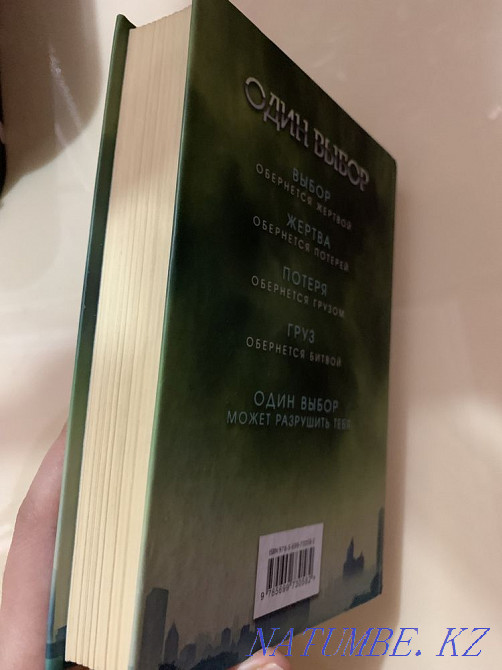 ОДИН ВЫБОР
ВЫБОР
ОБЕРНЕТСЯ ЖЕРТВОЙ
ЖЕРТВА
ОБЕРНЕТСЯ ПОТЕРЕЙ
ПОТЕРЯ
ОБЕРНЕТСЯ ГРУЗОМ
ГРУЗ
ОБЕРНЕТСЯ БИТВОЙ
ОДИН ВЫБОР
МОЖЕТ РАЗРУШИТЬ ТЕБЯ
NATUMBE. KZ